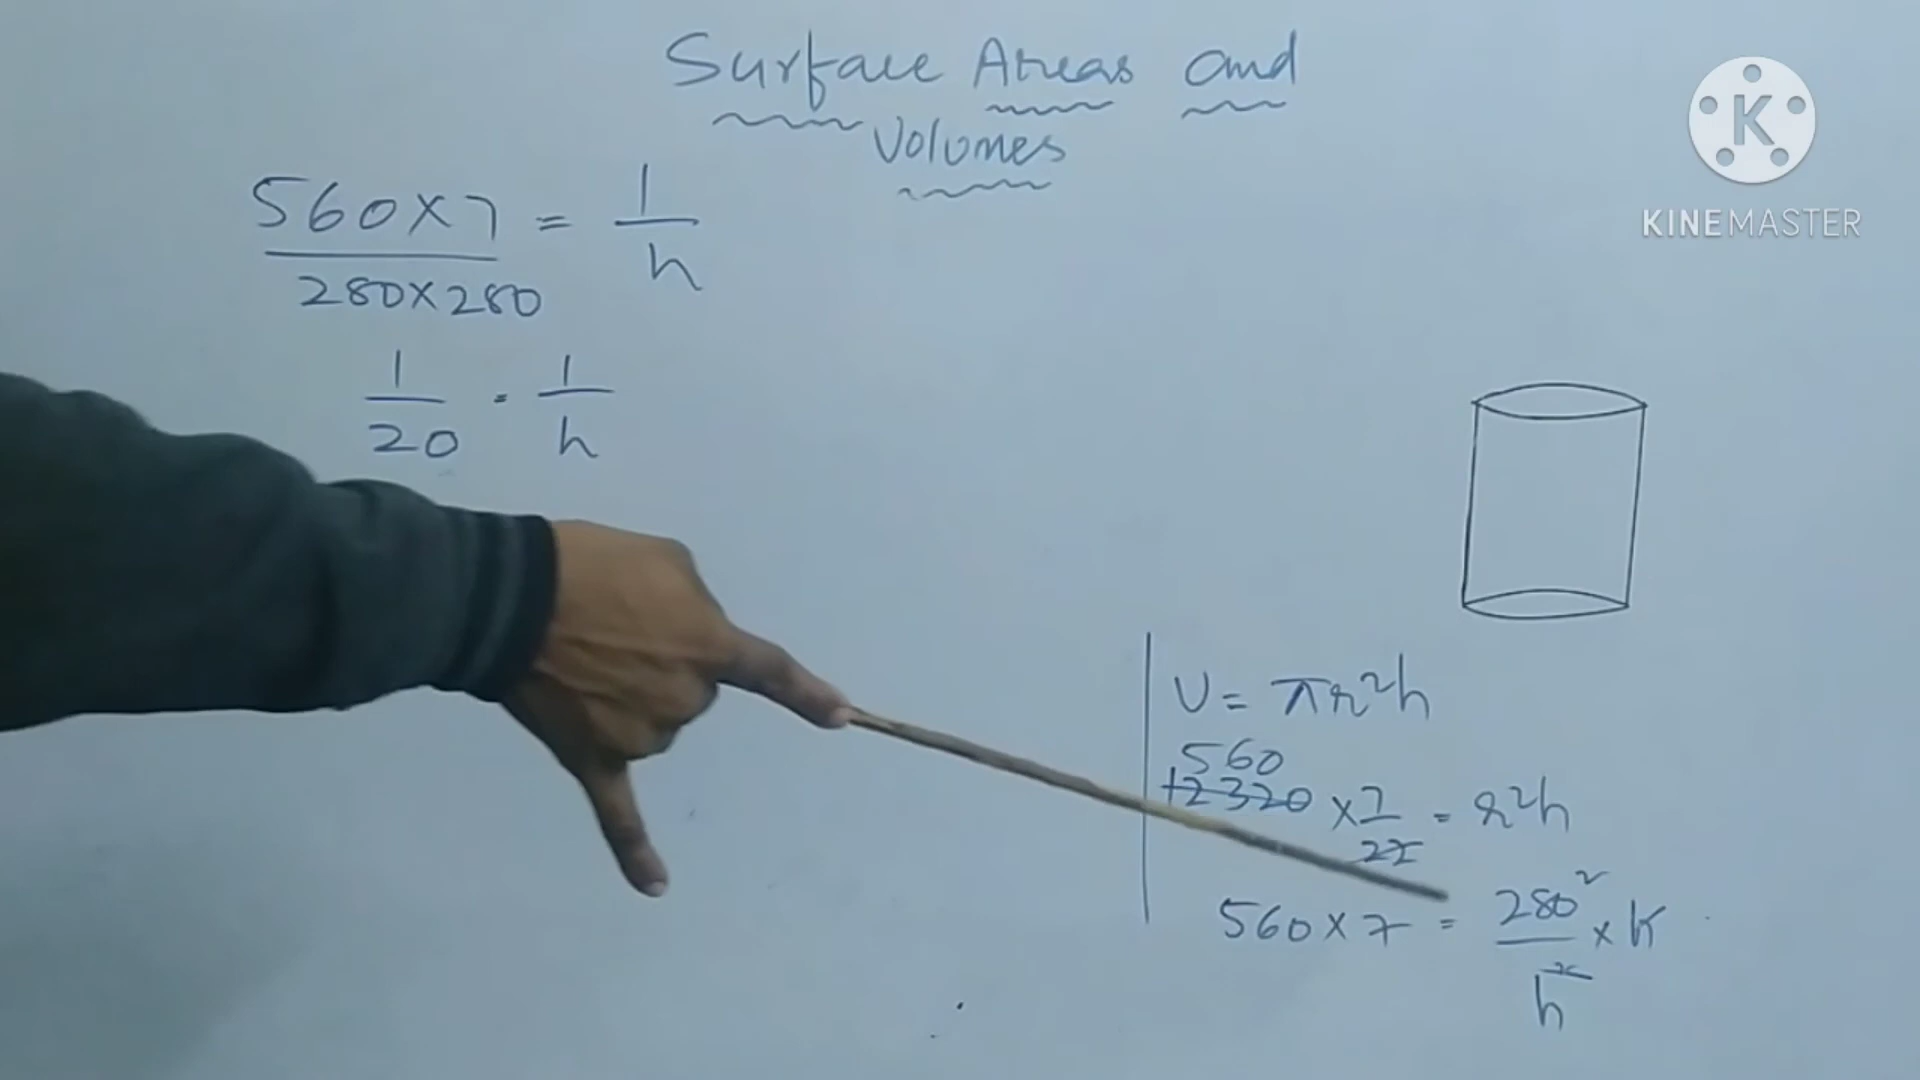 Surface Areas and
Volumes
560×7 = 1
280×280 h
1 = 1
20 h
V = πr²h
560
12320 × 7 = r²h
22
560×7 = 280² × h
h²
K
KINEMASTER